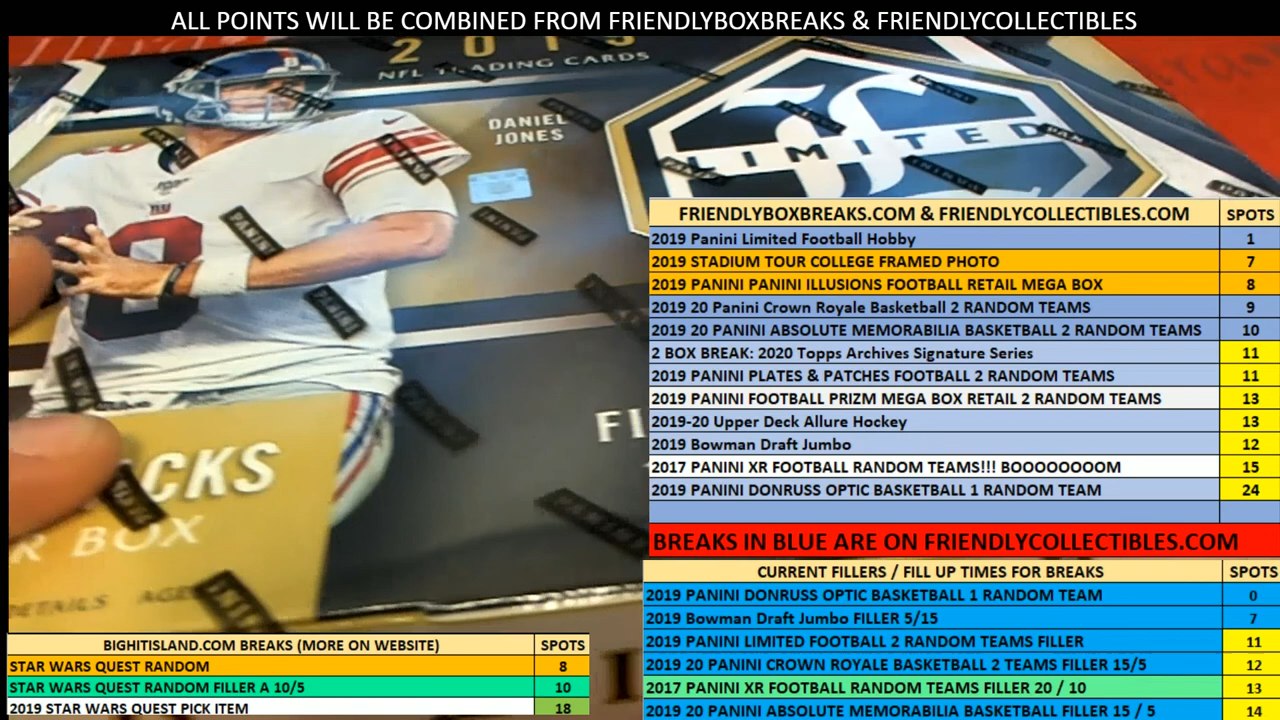 ALL POINTS WILL BE COMBINED FROM FRIENDLYBOXBREAKS & FRIENDLYCOLLECTIBLES
NFL TRADING CARDS
DANIEL
JONES
LIMITED
PANINI
FRIENDLYBOXBREAKS.COM & FRIENDLYCOLLECTIBLES.COM SPOTS
2019 Panini Limited Football Hobby 1
2019 STADIUM TOUR COLLEGE FRAMED PHOTO 7
2019 PANINI PANINI ILLUSIONS FOOTBALL RETAIL MEGA BOX 8
2019 20 Panini Crown Royale Basketball 2 RANDOM TEAMS 9
2019 20 PANINI ABSOLUTE MEMORABILIA BASKETBALL 2 RANDOM TEAMS 10
2 BOX BREAK: 2020 Topps Archives Signature Series 11
2019 PANINI PLATES & PATCHES FOOTBALL 2 RANDOM TEAMS 11
2019 PANINI FOOTBALL PRIZM MEGA BOX RETAIL 2 RANDOM TEAMS 13
2019-20 Upper Deck Allure Hockey 13
2019 Bowman Draft Jumbo 12
2017 PANINI XR FOOTBALL RANDOM TEAMS!!! BOOOOOOOOM 15
2019 PANINI DONRUSS OPTIC BASKETBALL 1 RANDOM TEAM 24
BREAKS IN BLUE ARE ON FRIENDLYCOLLECTIBLES.COM
CURRENT FILLERS / FILL UP TIMES FOR BREAKS SPOTS
2019 PANINI DONRUSS OPTIC BASKETBALL 1 RANDOM TEAM 0
2019 Bowman Draft Jumbo FILLER 5/15 7
2019 PANINI LIMITED FOOTBALL 2 RANDOM TEAMS FILLER 11
2019 20 PANINI CROWN ROYALE BASKETBALL 2 TEAMS FILLER 15/5 12
2017 PANINI XR FOOTBALL RANDOM TEAMS FILLER 20 / 10 13
2019 20 PANINI ABSOLUTE MEMORABILIA BASKETBALL FILLER 15 / 5 14
CKS
R BOX
DETAILS
BIGHITISLAND.COM BREAKS (MORE ON WEBSITE) SPOTS
STAR WARS QUEST RANDOM 8
STAR WARS QUEST RANDOM FILLER A 10/5 10
2019 STAR WARS QUEST PICK ITEM 18